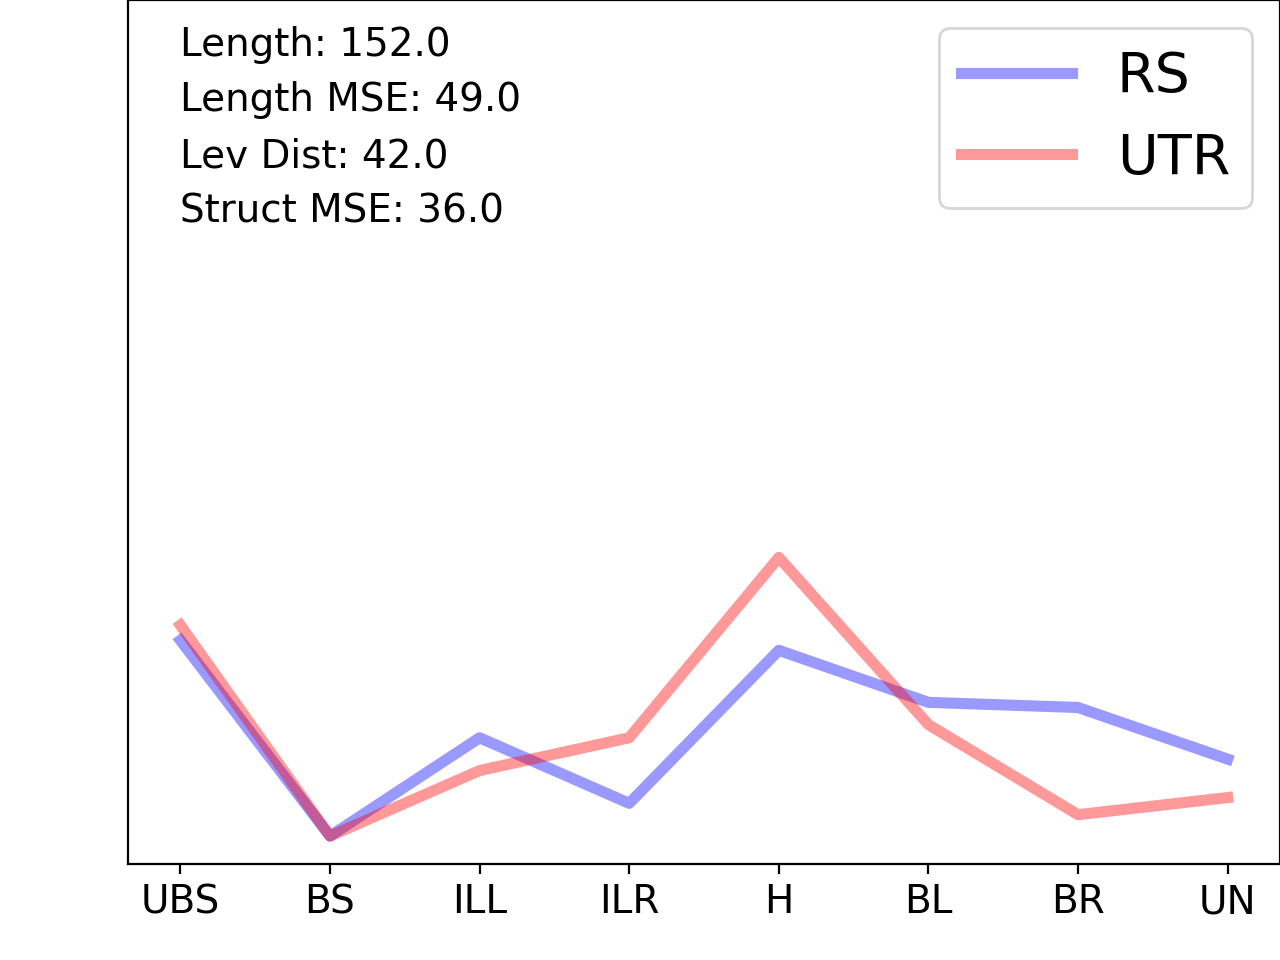 Length: 152.0
Length MSE: 49.0
Lev Dist: 42.0
Struct MSE: 36.0
RS
UTR
UBS BS ILL ILR H BL BR UN